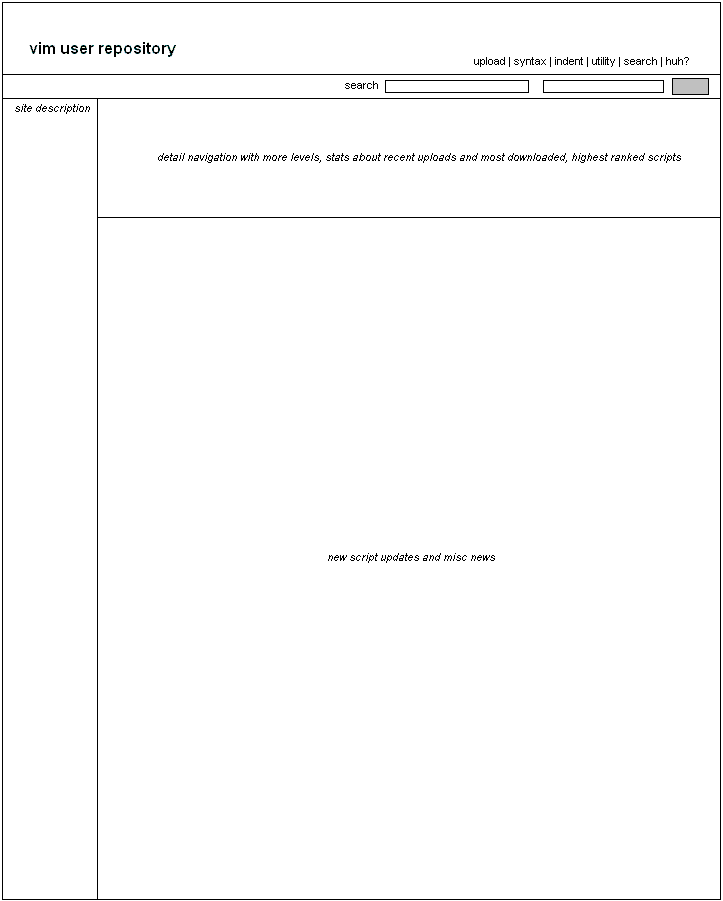 vim user repository
upload | syntax | indent | utility | search | huh?
search
site description
detail navigation with more levels, stats about recent uploads and most downloaded, highest ranked scripts
new script updates and misc news